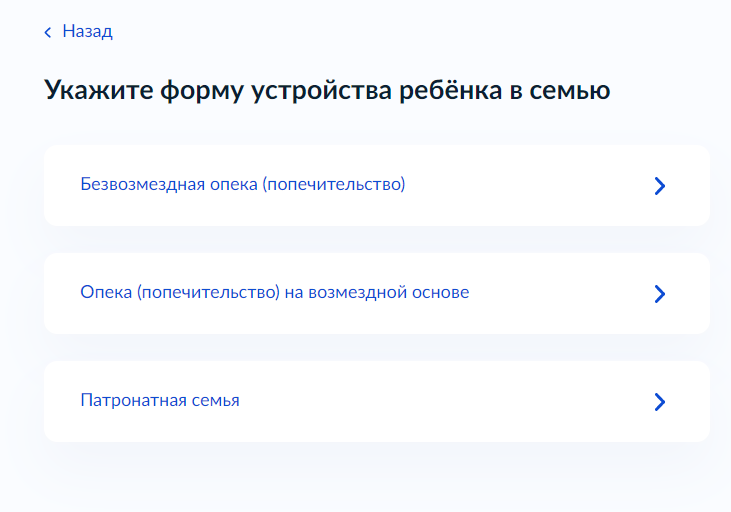 Назад
Укажите форму устройства ребёнка в семью
Безвозмездная опека (попечительство)
Опека (попечительство) на возмездной основе
Патронатная семья